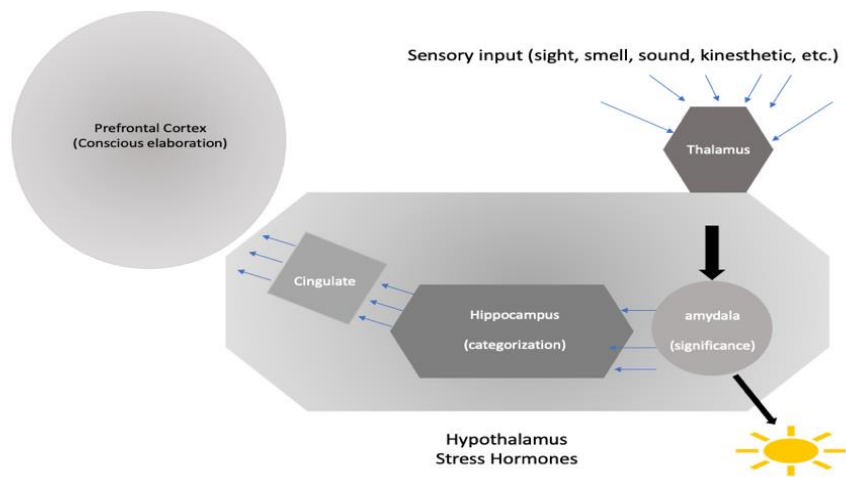 Sensory input (sight, smell, sound, kinesthetic, etc.)
Prefrontal Cortex
(Conscious elaboration)
Thalamus
Cingulate
Hippocampus
(categorization)
amydala
(significance)
Hypothalamus
Stress Hormones